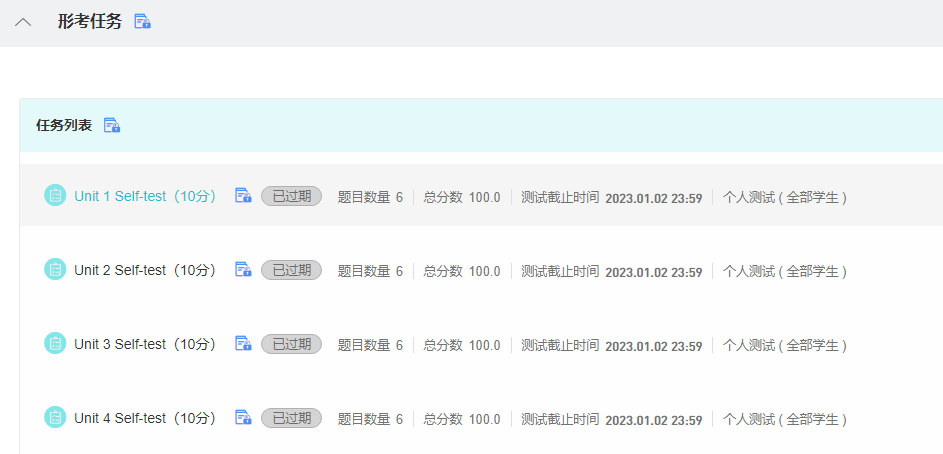 形考任务
任务列表
Unit 1 Self-test（10分） 已过期 题目数量 6 总分数 100.0 测试截止时间 2023.01.02 23:59 个人测试 ( 全部学生 )
Unit 2 Self-test（10分） 已过期 题目数量 6 总分数 100.0 测试截止时间 2023.01.02 23:59 个人测试 ( 全部学生 )
Unit 3 Self-test（10分） 已过期 题目数量 6 总分数 100.0 测试截止时间 2023.01.02 23:59 个人测试 ( 全部学生 )
Unit 4 Self-test（10分） 已过期 题目数量 6 总分数 100.0 测试截止时间 2023.01.02 23:59 个人测试 ( 全部学生 )